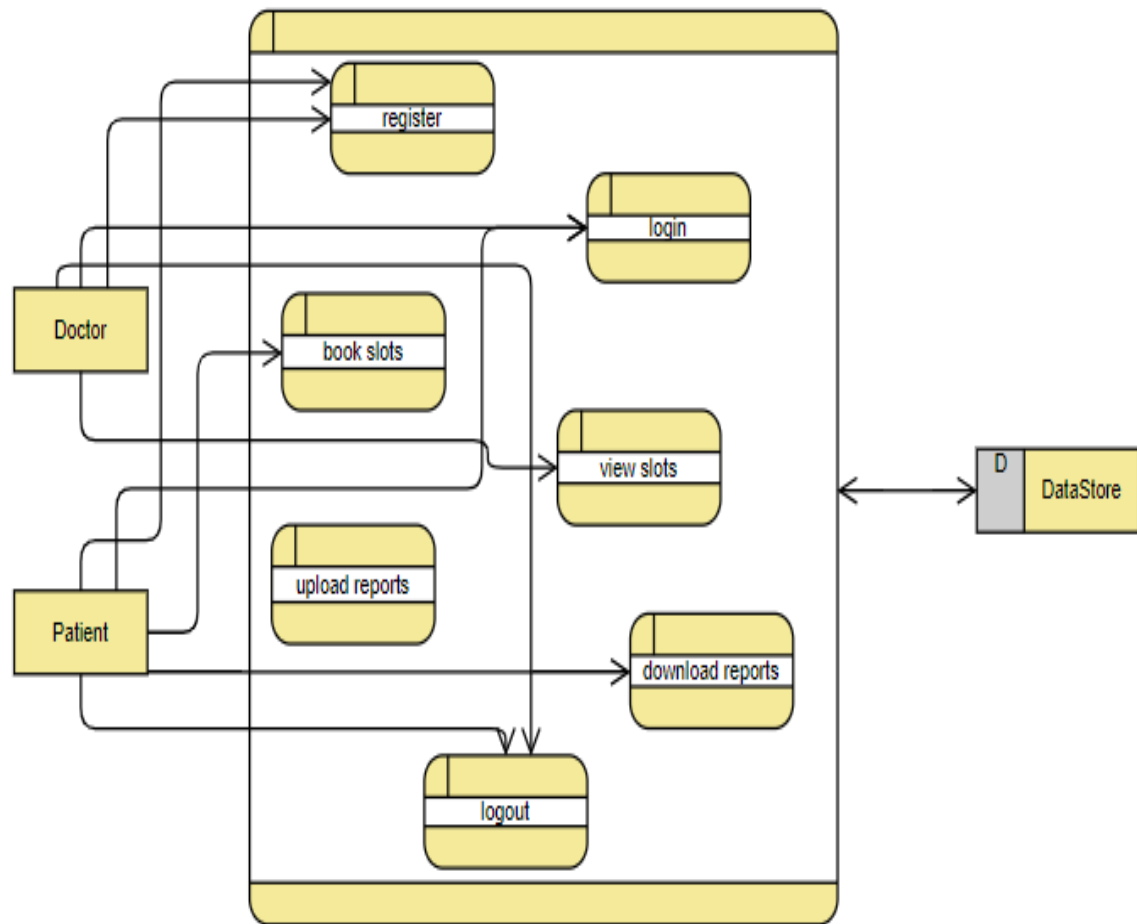 register
login
Doctor
book slots
view slots
D
DataStore
upload reports
Patient
download reports
logout